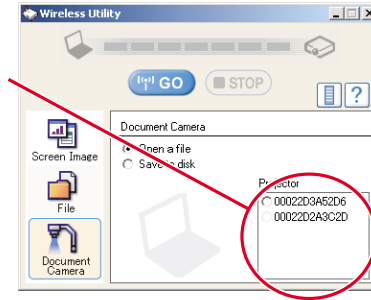 Wireless Utility
GO
STOP
?
Document Camera
Open a file
Save to disk
Projector
00022D3A52D6
00022D2A3C2D
Screen Image
File
Document
Camera